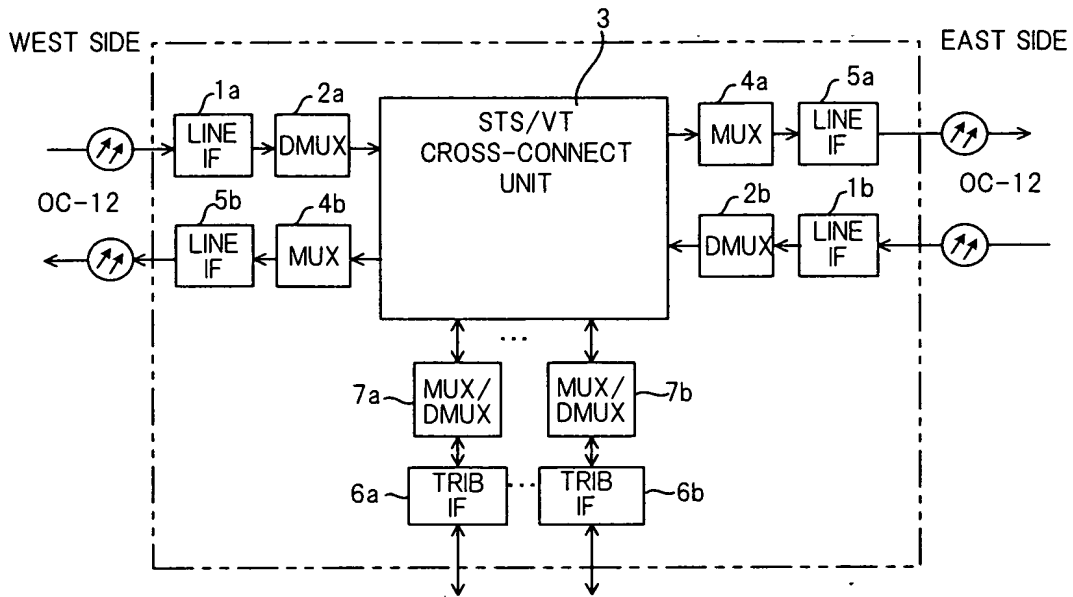 3
WEST SIDE
EAST SIDE
1a
2a
4a
5a
LINE
IF
DMUX
STS/VT
CROSS-CONNECT
UNIT
MUX
LINE
IF
OC-12
OC-12
5b
4b
2b
1b
LINE
IF
MUX
DMUX
LINE
IF
...
7a
MUX/
DMUX
MUX/
DMUX
7b
6a
TRIB
IF
...
TRIB
IF
6b